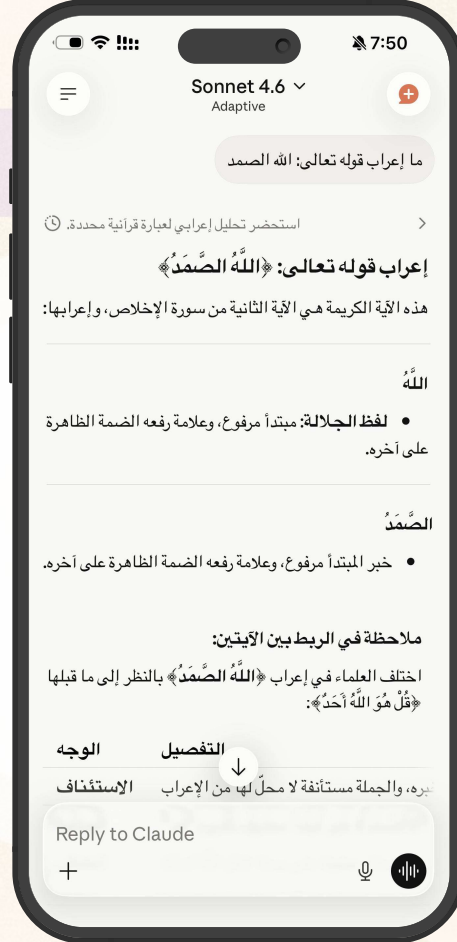 7:50
Sonnet 4.6
Adaptive
ما إعراب قوله تعالى: الله الصمد
استحضر تحليل إعرابي لعبارة قرآنية محددة.
إعراب قوله تعالى: ﴿اللَّهُ الصَّمَدُ﴾
هذه الآية الكريمة هي الآية الثانية من سورة الإخلاص، وإعرابها:
اللَّهُ
• لفظ الجلالة: مبتدأ مرفوع، وعلامة رفعه الضمة الظاهرة
على آخره.
الصَّمَدُ
• خبر المبتدأ مرفوع، وعلامة رفعه الضمة الظاهرة على آخره.
ملاحظة في الربط بين الآيتين:
اختلف العلماء في إعراب ﴿اللَّهُ الصَّمَدُ﴾ بالنظر إلى ما قبلها
﴿قُلْ هُوَ اللَّهُ أَحَدٌ﴾:
التفصيل الوجه
والجملة مستأنفة لا محلّ لها من الإعراب الاستئناف
Reply to Claude